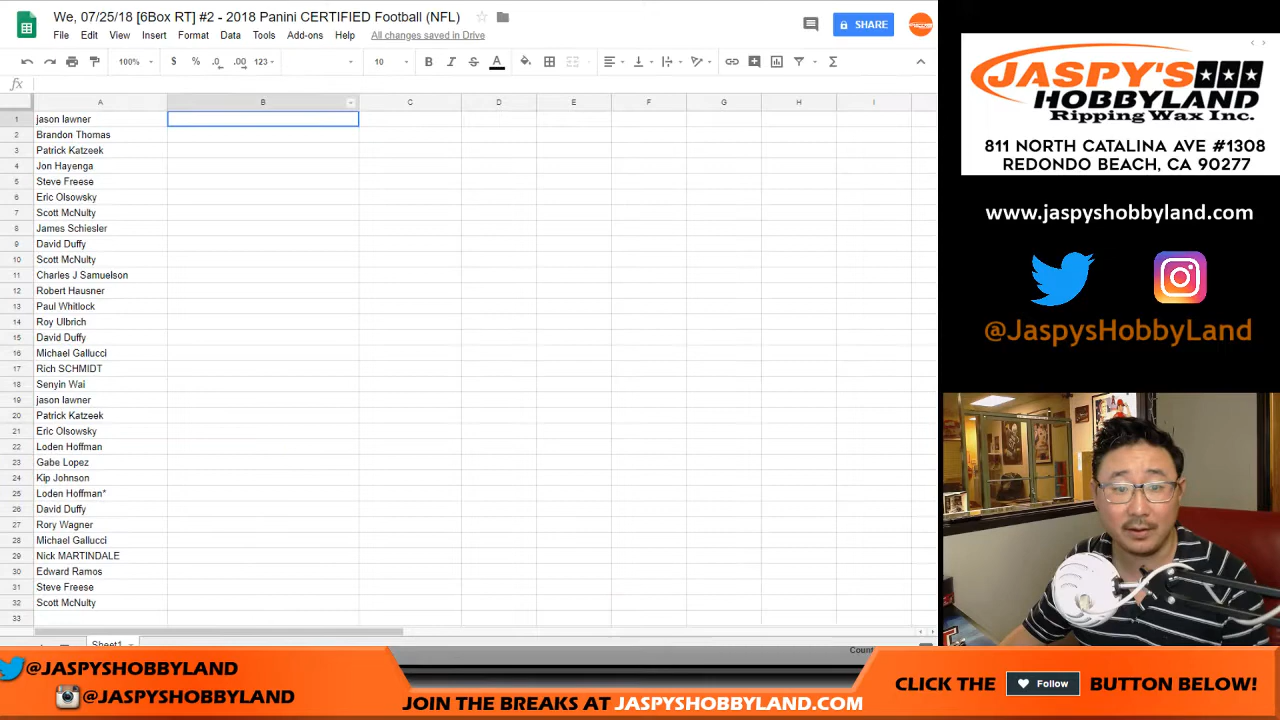 We, 07/25/18 [6Box RT] #2 - 2018 Panini CERTIFIED Football (NFL)
File Edit View Insert Format Data Tools Add-ons Help All changes saved in Drive
SHARE
100% $ % .0 .00 123 10 B I S A
fx
A B C D E F G H I
1 jason lawner
2 Brandon Thomas
3 Patrick Katzeek
4 Jon Hayenga
5 Steve Freese
6 Eric Olsowsky
7 Scott McNulty
8 James Schiesler
9 David Duffy
10 Scott McNulty
11 Charles J Samuelson
12 Robert Hausner
13 Paul Whitlock
14 Roy Ulbrich
15 David Duffy
16 Michael Gallucci
17 Rich SCHMIDT
18 Senyin Wai
19 jason lawner
20 Patrick Katzeek
21 Eric Olsowsky
22 Loden Hoffman
23 Gabe Lopez
24 Kip Johnson
25 Loden Hoffman*
26 David Duffy
27 Rory Wagner
28 Michael Gallucci
29 Nick MARTINDALE
30 Edward Ramos
31 Steve Freese
32 Scott McNulty
33
Sheet1
JASPY'S
HOBBYLAND
Ripping Wax Inc.
811 NORTH CATALINA AVE #1308
REDONDO BEACH, CA 90277
www.jaspyshobbyland.com
@JaspysHobbyLand
@JASPYSHOBBYLAND
@JASPYSHOBBYLAND
JOIN THE BREAKS AT JASPYSHOBBYLAND.COM
CLICK THE Follow BUTTON BELOW!